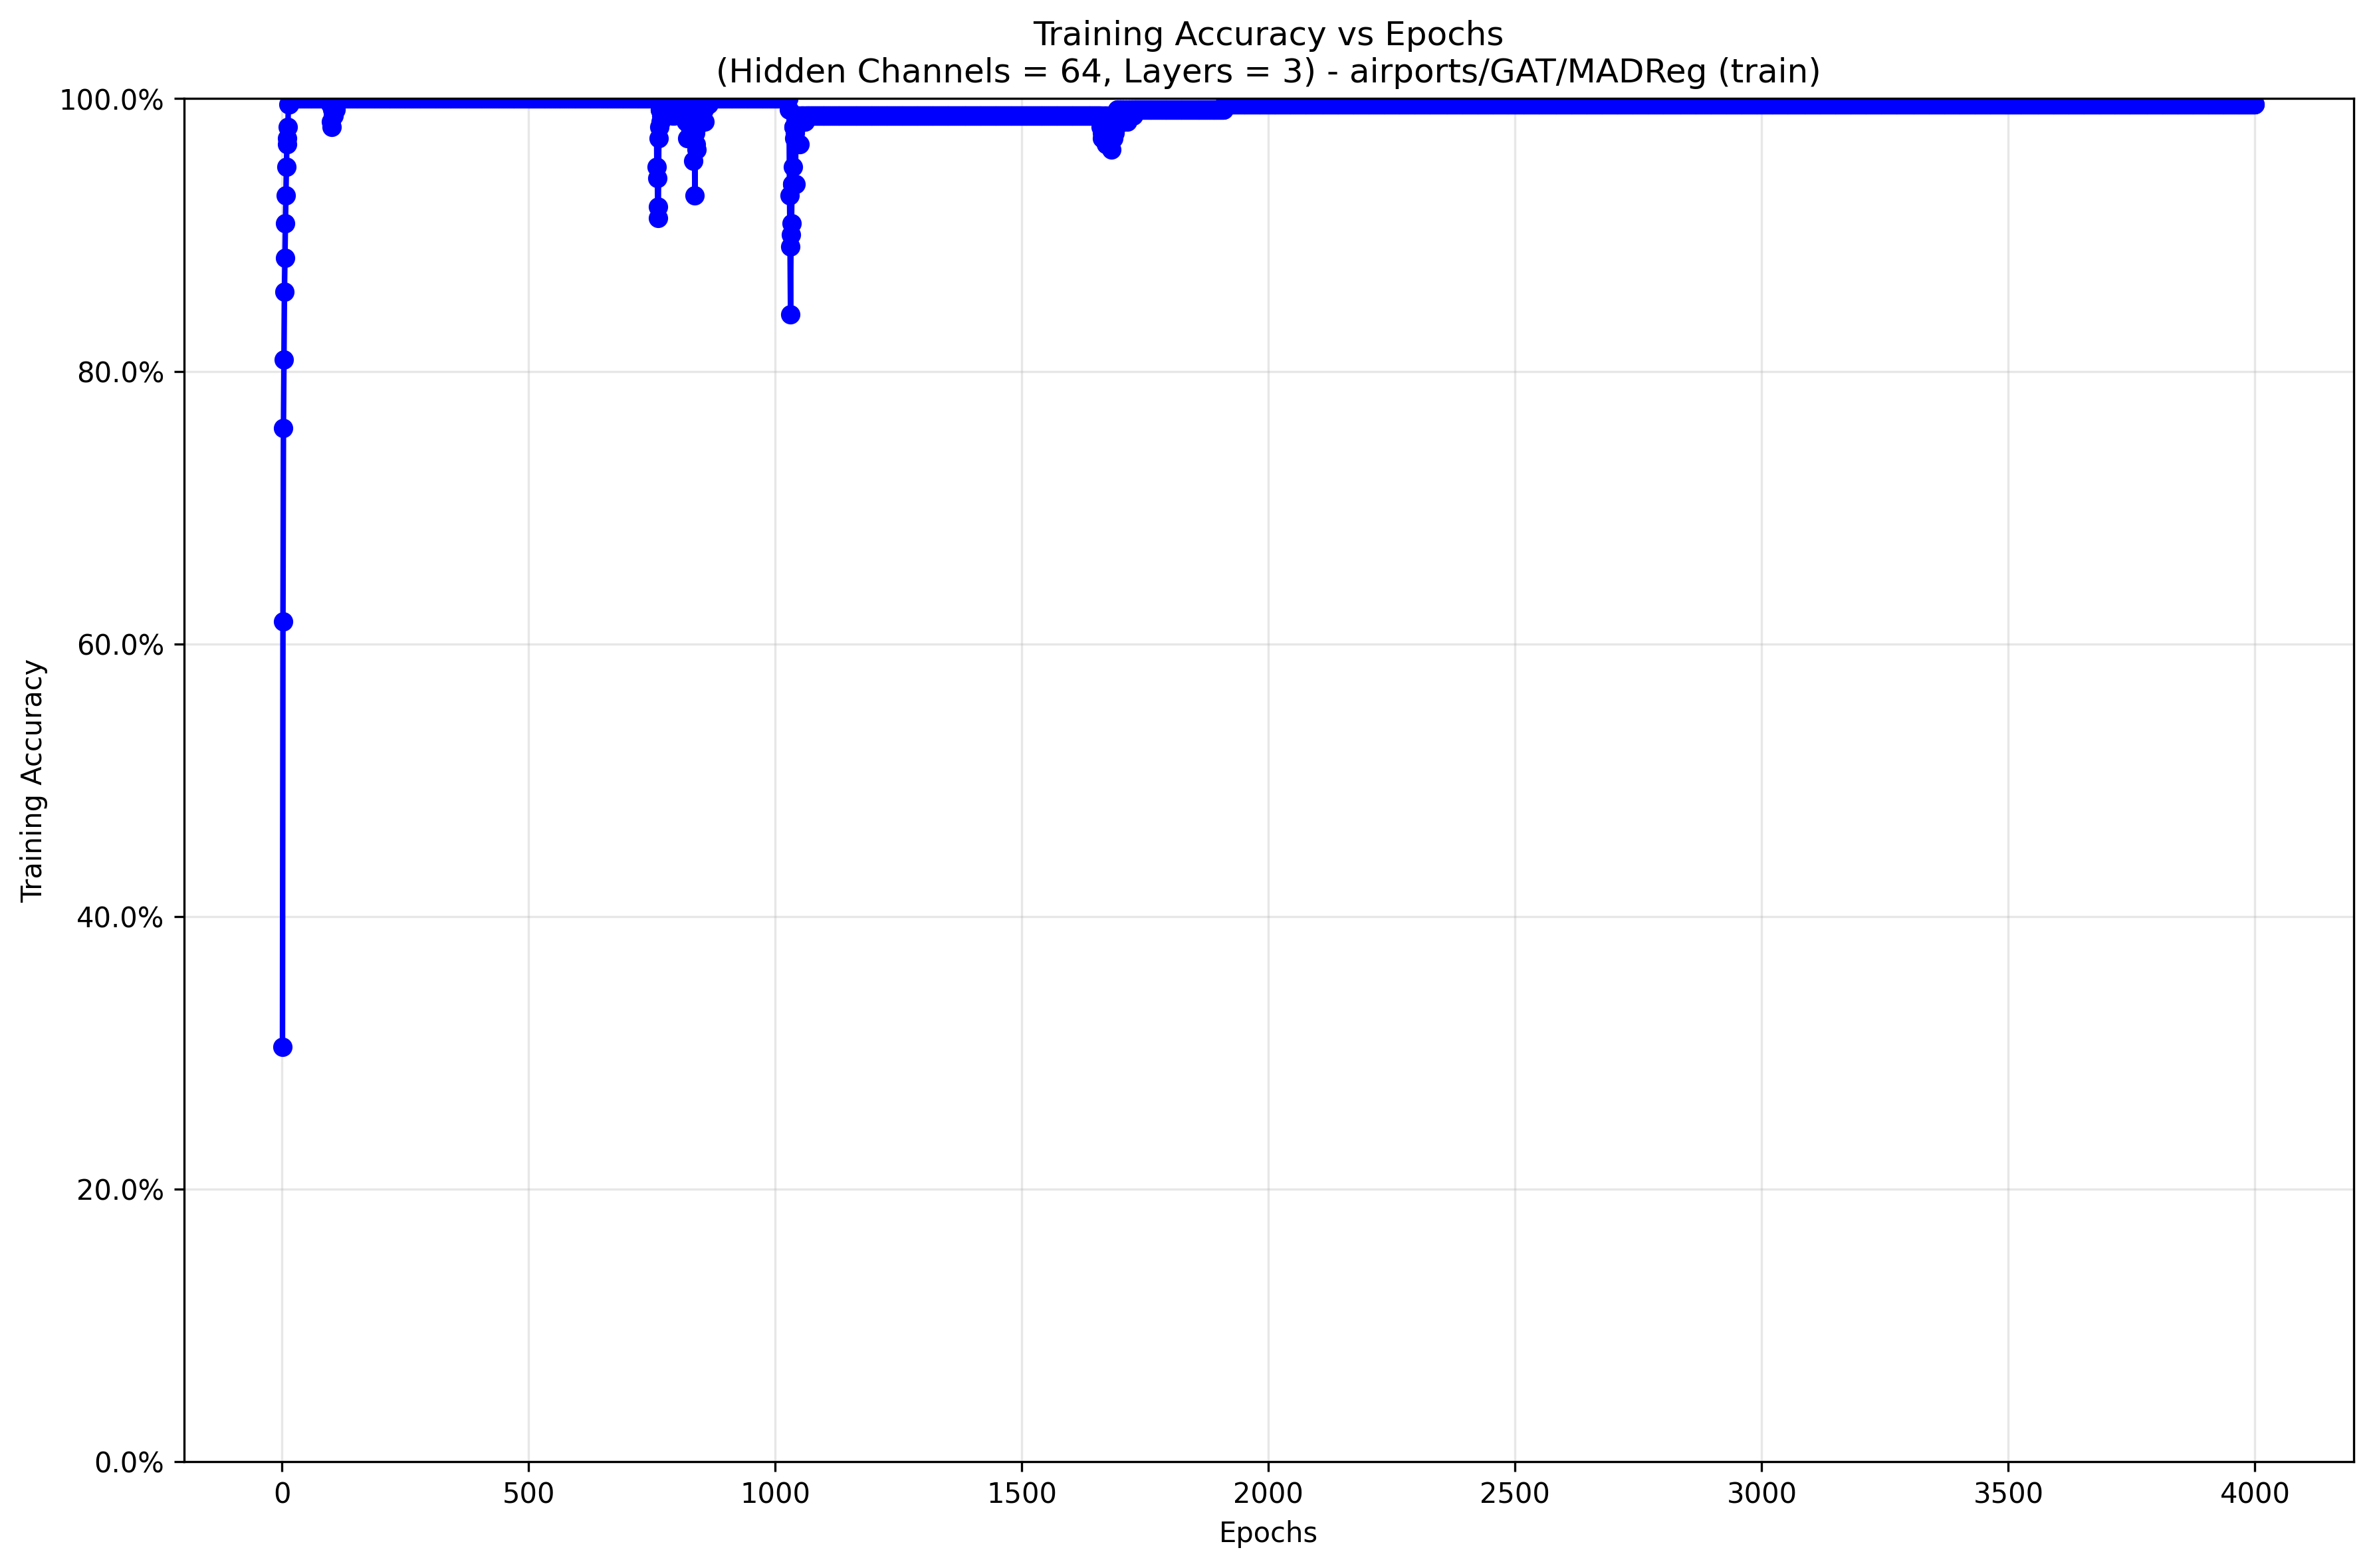 Training Accuracy vs Epochs
(Hidden Channels = 64, Layers = 3) - airports/GAT/MADReg (train)
100.0%
80.0%
60.0%
40.0%
20.0%
0.0%
Training Accuracy
0 500 1000 1500 2000 2500 3000 3500 4000
Epochs